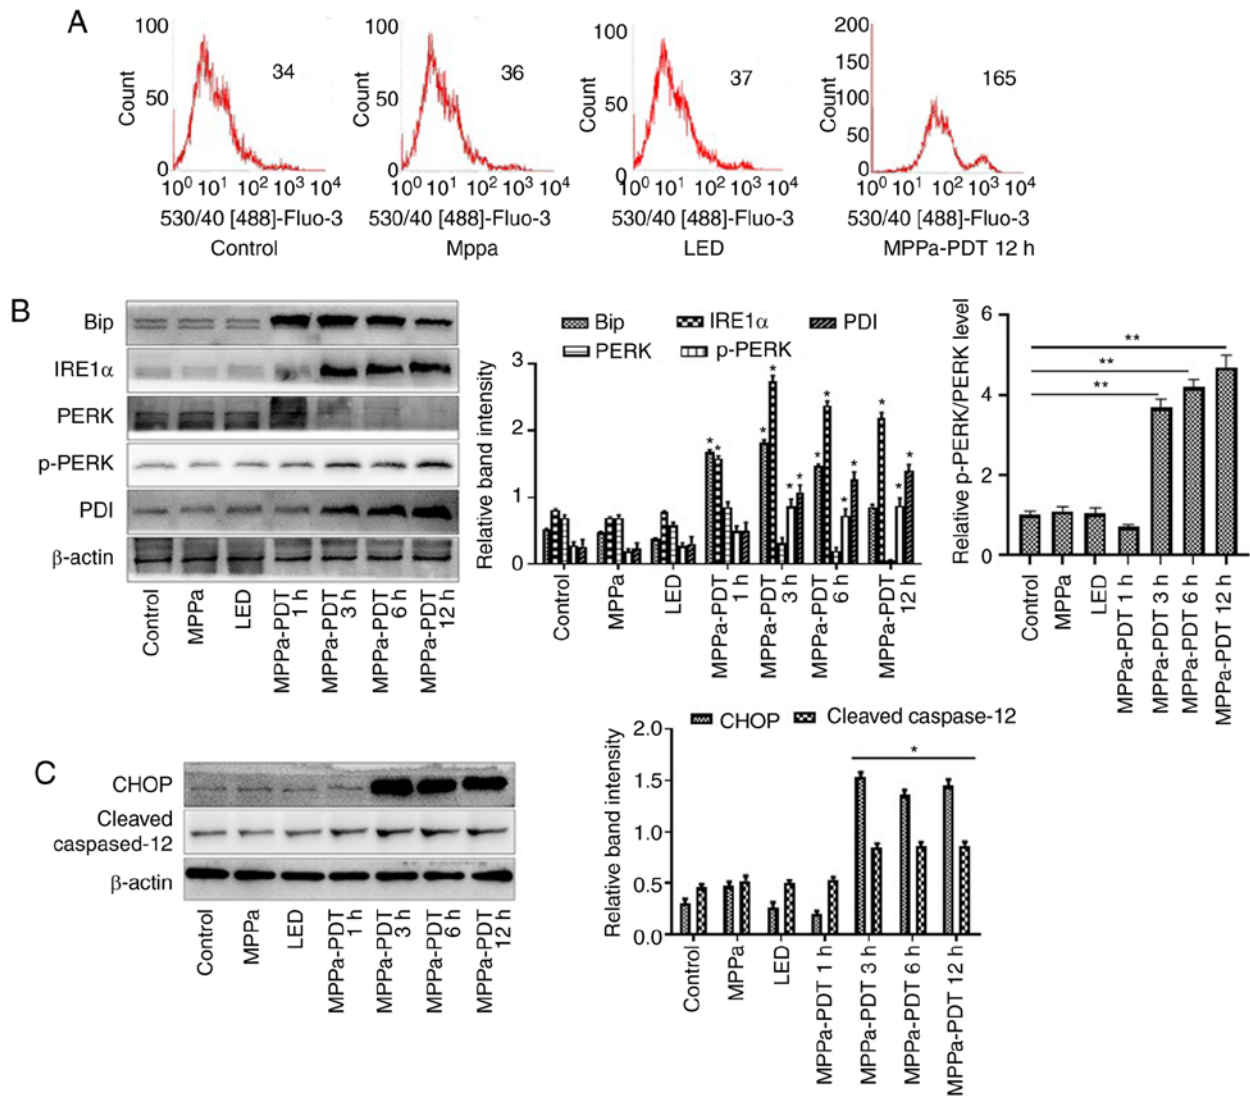 A
100
50
0
Count
34
10⁰ 10¹ 10² 10³ 10⁴
530/40 [488]-Fluo-3
Control
100
50
0
Count
36
10⁰ 10¹ 10² 10³ 10⁴
530/40 [488]-Fluo-3
Mppa
100
50
0
Count
37
10⁰ 10¹ 10² 10³ 10⁴
530/40 [488]-Fluo-3
LED
200
150
100
50
0
Count
165
10⁰ 10¹ 10² 10³ 10⁴
530/40 [488]-Fluo-3
MPPa-PDT 12 h
B
Bip
IRE1α
PERK
p-PERK
PDI
β-actin
Control
MPPa
LED
MPPa-PDT
1 h
MPPa-PDT
3 h
MPPa-PDT
6 h
MPPa-PDT
12 h
Bip IRE1α PDI
PERK p-PERK
Relative band intensity
3
2
1
0
* * * * * * * * * * * * * *
Control
MPPa
LED
MPPa-PDT
1 h
MPPa-PDT
3 h
MPPa-PDT
6 h
MPPa-PDT
12 h
Relative p-PERK/PERK level
6
4
2
0
**
**
**
Control
MPPa
LED
MPPa-PDT 1 h
MPPa-PDT 3 h
MPPa-PDT 6 h
MPPa-PDT 12 h
C
CHOP
Cleaved
caspased-12
β-actin
Control
MPPa
LED
MPPa-PDT
1 h
MPPa-PDT
3 h
MPPa-PDT
6 h
MPPa-PDT
12 h
CHOP Cleaved caspase-12
Relative band intensity
2.0
1.5
1.0
0.5
0.0
*
Control
MPPa
LED
MPPa-PDT 1 h
MPPa-PDT 3 h
MPPa-PDT 6 h
MPPa-PDT 12 h